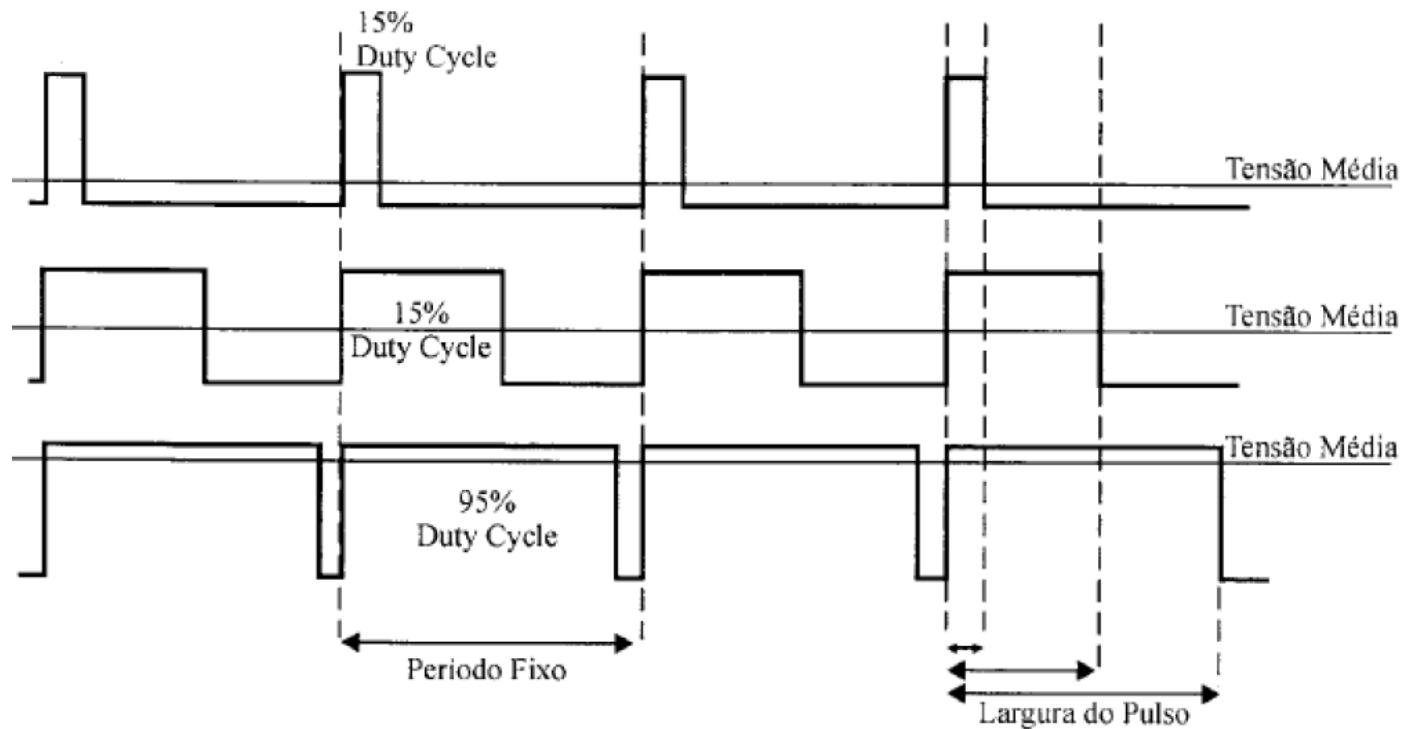 15%
Duty Cycle
Tensão Média
15%
Duty Cycle
Tensão Média
Tensão Média
95%
Duty Cycle
Periodo Fixo
Largura do Pulso